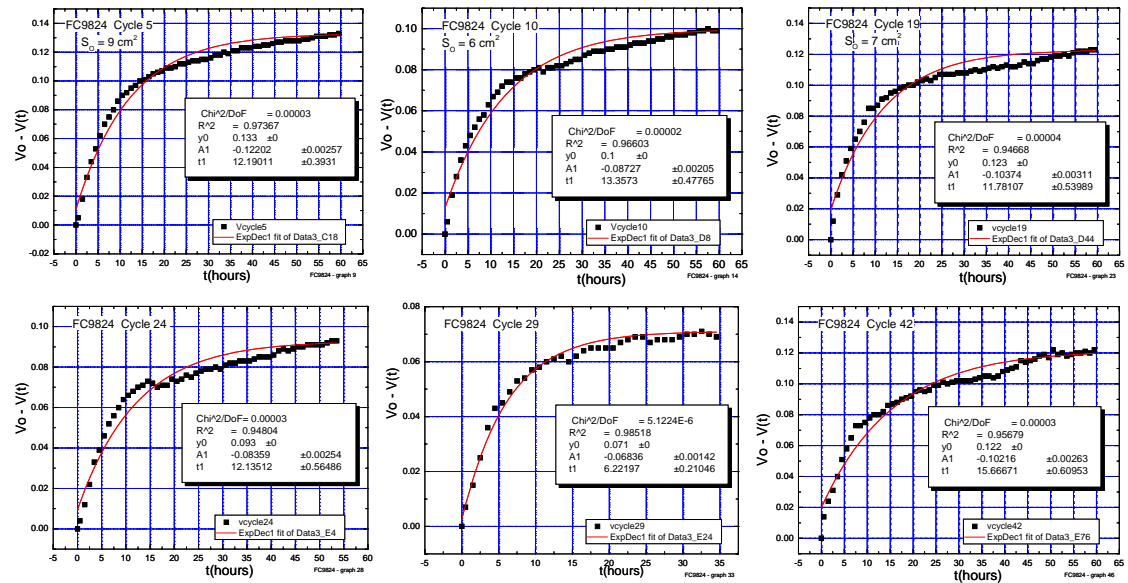 FC9824 Cycle 5
S_O = 9 cm^2
Vo - V(t)
0.14
0.12
0.10
0.08
0.06
0.04
0.02
0.00
-0.02
Chi^2/DoF = 0.00003
R^2 = 0.97367
y0 0.133 ±0
A1 -0.12202 ±0.00257
t1 12.19011 ±0.3931
Vcycle5
ExpDec1 fit of Data3_C18
-5 0 5 10 15 20 25 30 35 40 45 50 55 60 65
t(hours)
FC9824 - graph 9
FC9824 Cycle 10
S_O = 6 cm^2
Vo - V(t)
0.10
0.08
0.06
0.04
0.02
0.00
Chi^2/DoF = 0.00002
R^2 = 0.96603
y0 0.1 ±0
A1 -0.08727 ±0.00205
t1 13.3573 ±0.47765
Vcycle10
ExpDec1 fit of Data3_D8
-5 0 5 10 15 20 25 30 35 40 45 50 55 60 65
t(hours)
FC9824 - graph 14
FC9824 Cycle 19
S_O = 7 cm^2
Vo - V(t)
0.14
0.12
0.10
0.08
0.06
0.04
0.02
0.00
Chi^2/DoF = 0.00004
R^2 = 0.94668
y0 0.123 ±0
A1 -0.10374 ±0.00311
t1 11.78107 ±0.53989
vcycle19
ExpDec1 fit of Data3_D44
-5 0 5 10 15 20 25 30 35 40 45 50 55 60 65
t(hours)
FC9824 - graph 23
FC9824 Cycle 24
Vo - V(t)
0.10
0.08
0.06
0.04
0.02
0.00
Chi^2/DoF = 0.00003
R^2 = 0.94804
y0 0.093 ±0
A1 -0.08359 ±0.00254
t1 12.13512 ±0.56486
vcycle24
ExpDec1 fit of Data3_E4
-5 0 5 10 15 20 25 30 35 40 45 50 55 60
t(hours)
FC9824 - graph 28
FC9824 Cycle 29
Vo - V(t)
0.08
0.06
0.04
0.02
0.00
Chi^2/DoF = 5.1224E-6
R^2 = 0.98518
y0 0.071 ±0
A1 -0.06836 ±0.00142
t1 6.22197 ±0.21046
vcycle29
ExpDec1 fit of Data3_E24
-5 0 5 10 15 20 25 30 35
t(hours)
FC9824 - graph 33
FC9824 Cycle 42
Vo - V(t)
0.14
0.12
0.10
0.08
0.06
0.04
0.02
0.00
Chi^2/DoF = 0.00003
R^2 = 0.95679
y0 0.122 ±0
A1 -0.10216 ±0.00263
t1 15.66671 ±0.60953
vcycle42
ExpDec1 fit of Data3_E76
-5 0 5 10 15 20 25 30 35 40 45 50 55 60 65
t(hours)
FC9824 - graph 46